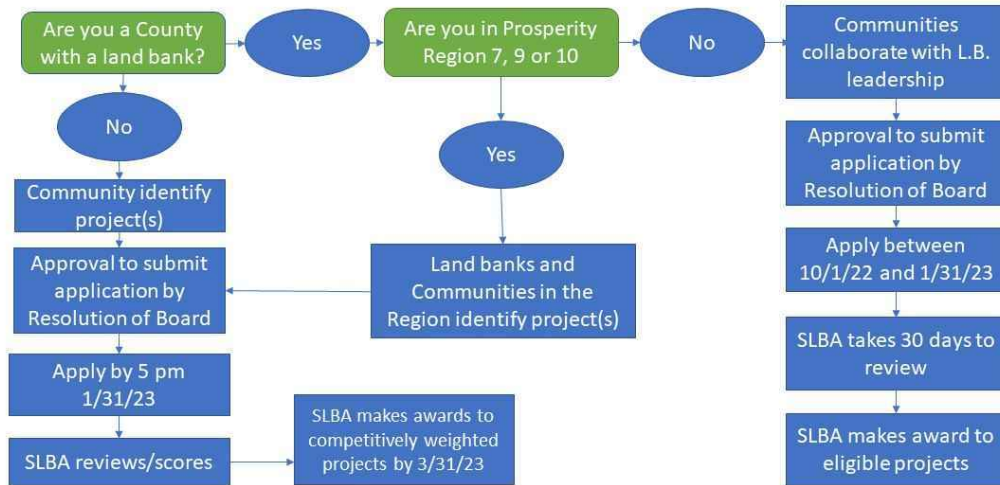 Are you a County
with a land bank?
Yes
Are you in Prosperity
Region 7, 9 or 10
No
Communities
collaborate with L.B.
leadership
No
Yes
Approval to submit
application by
Resolution of Board
Community identify
project(s)
Approval to submit
application by
Resolution of Board
Land banks and
Communities in the
Region identify project(s)
Apply between
10/1/22 and 1/31/23
Apply by 5 pm
1/31/23
SLBA takes 30 days to
review
SLBA reviews/scores
SLBA makes awards to
competitively weighted
projects by 3/31/23
SLBA makes award to
eligible projects